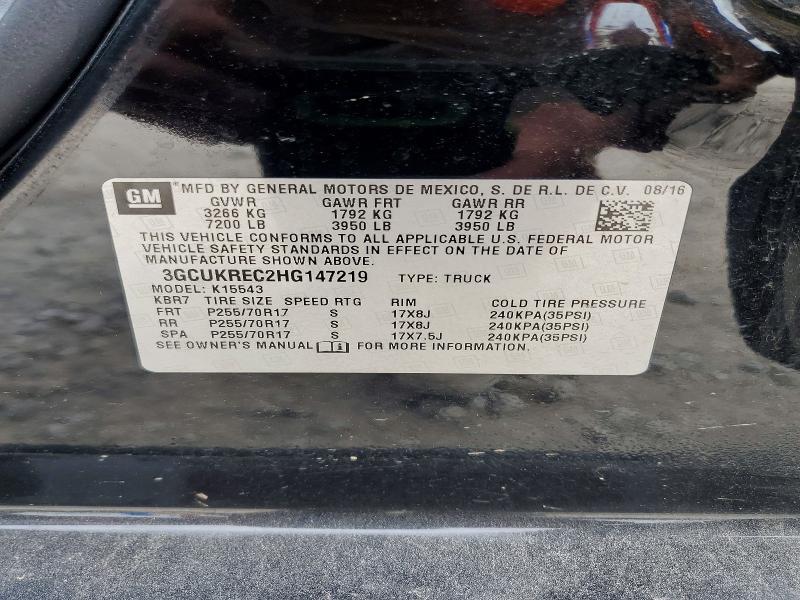 GM ® MFD BY GENERAL MOTORS DE MEXICO, S. DE R.L. DE C.V. 08/16
GVWR GAWR FRT GAWR RR
3266 KG 1792 KG 1792 KG
7200 LB 3950 LB 3950 LB
THIS VEHICLE CONFORMS TO ALL APPLICABLE U.S. FEDERAL MOTOR
VEHICLE SAFETY STANDARDS IN EFFECT ON THE DATE OF
MANUFACTURE SHOWN ABOVE.
3GCUKREC2HG147219 TYPE: TRUCK
MODEL: K15543
KBR7 TIRE SIZE SPEED RTG RIM COLD TIRE PRESSURE
FRT P255/70R17 S 17X8J 240KPA(35PSI)
RR P255/70R17 S 17X8J 240KPA(35PSI)
SPA P255/70R17 S 17X7.5J 240KPA(35PSI)
SEE OWNER'S MANUAL FOR MORE INFORMATION.